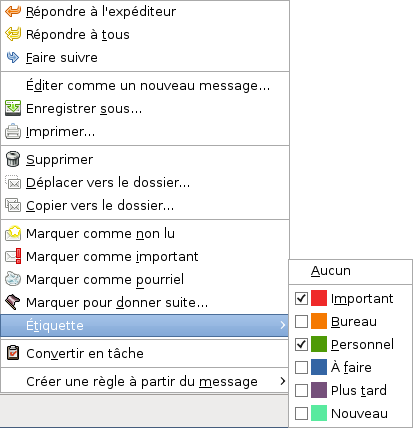 Répondre à l'expéditeur
Répondre à tous
Faire suivre
Éditer comme un nouveau message...
Enregistrer sous...
Imprimer...
Supprimer
Déplacer vers le dossier...
Copier vers le dossier...
Marquer comme non lu
Marquer comme important
Marquer comme pourriel
Marquer pour donner suite...
Étiquette
Convertir en tâche
Créer une règle à partir du message
Aucun
Important
Bureau
Personnel
À faire
Plus tard
Nouveau